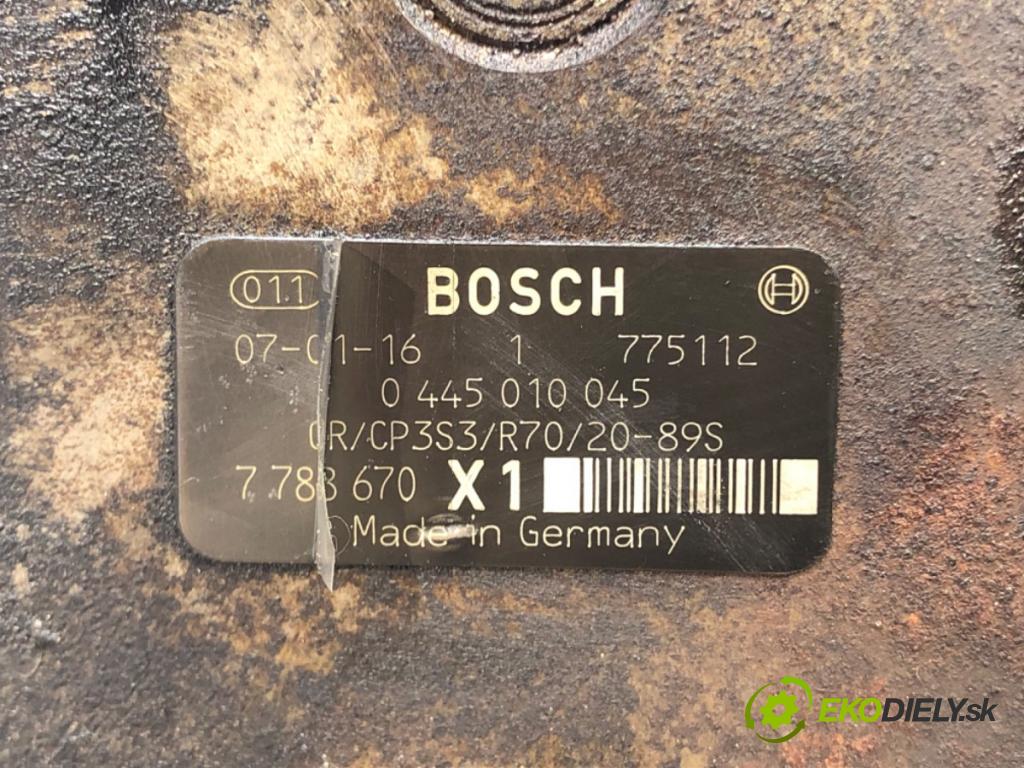 011 BOSCH
07-01-16 1 775112
0 445 010 045
CR/CP3S3/R70/20-89S
7 788 670 X1
Made in Germany
EKODIELY.sk